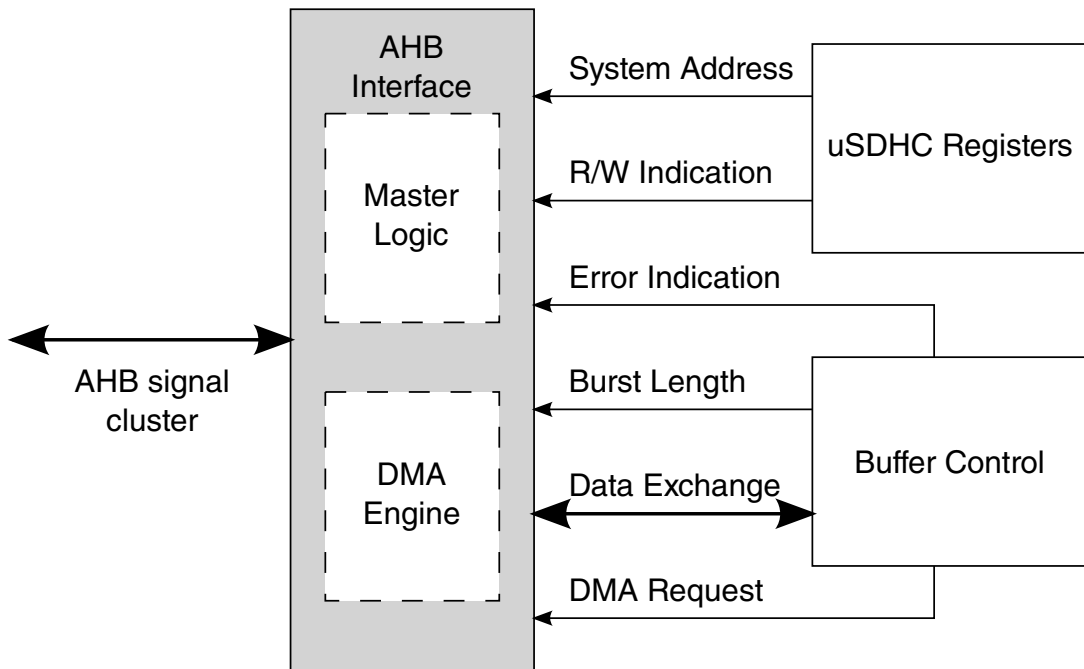 AHB
Interface
Master
Logic
DMA
Engine
AHB signal
cluster
System Address
R/W Indication
Error Indication
Burst Length
Data Exchange
DMA Request
uSDHC Registers
Buffer Control